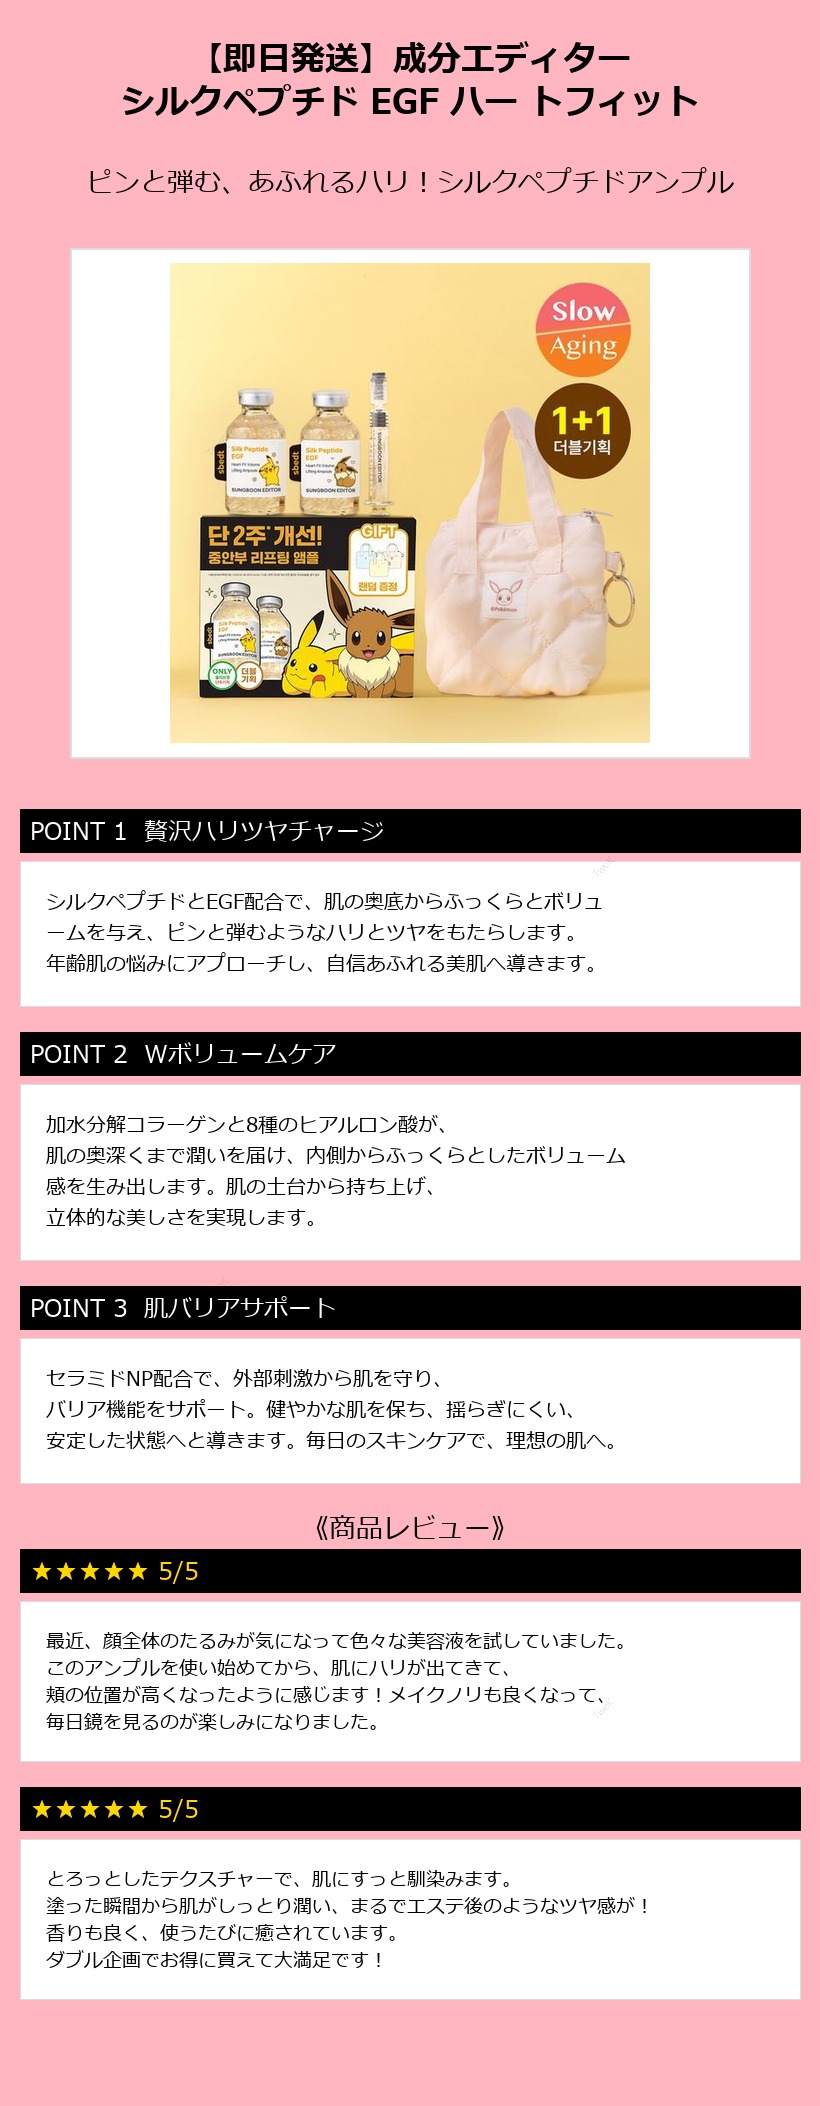 【即日発送】成分エディター
シルクペプチド EGF ハー トフィット
ピンと弾む、あふれるハリ！シルクペプチドアンプル
Slow
Aging
1+1
더블기획
Silk Peptide
EGF
Heart-Fit Volume
Lifting Ampoule
SUNGBOON EDITOR
sbedt
Silk Peptide
EGF
Heart-Fit Volume
Lifting Ampoule
SUNGBOON EDITOR
sbedt
SUNGBOON EDITOR
단 2주* 개선!
중안부 리프팅 앰플
GIFT
랜덤 증정
Silk Peptide
EGF
Heart-Fit Volume
Lifting Ampoule
SUNGBOON EDITOR
sbedt
ONLY
더블
기획
@Pokémon
POINT 1 贅沢ハリツヤチャージ
シルクペプチドとEGF配合で、肌の奥底からふっくらとボリュ
ームを与え、ピンと弾むようなハリとツヤをもたらします。
年齢肌の悩みにアプローチし、自信あふれる美肌へ導きます。
POINT 2 Wボリュームケア
加水分解コラーゲンと8種のヒアルロン酸が、
肌の奥深くまで潤いを届け、内側からふっくらとしたボリューム
感を生み出します。肌の土台から持ち上げ、
立体的な美しさを実現します。
POINT 3 肌バリアサポート
セラミドNP配合で、外部刺激から肌を守り、
バリア機能をサポート。健やかな肌を保ち、揺らぎにくい、
安定した状態へと導きます。毎日のスキンケアで、理想の肌へ。
《商品レビュー》
★★★★★ 5/5
最近、顔全体のたるみが気になって色々な美容液を試していました。
このアンプルを使い始めてから、肌にハリが出てきて、
頬の位置が高くなったように感じます！メイクノリも良くなって、
毎日鏡を見るのが楽しみになりました。
★★★★★ 5/5
とろっとしたテクスチャーで、肌にすっと馴染みます。
塗った瞬間から肌がしっとり潤い、まるでエステ後のようなツヤ感が！
香りも良く、使うたびに癒されています。
ダブル企画でお得に買えて大満足です！